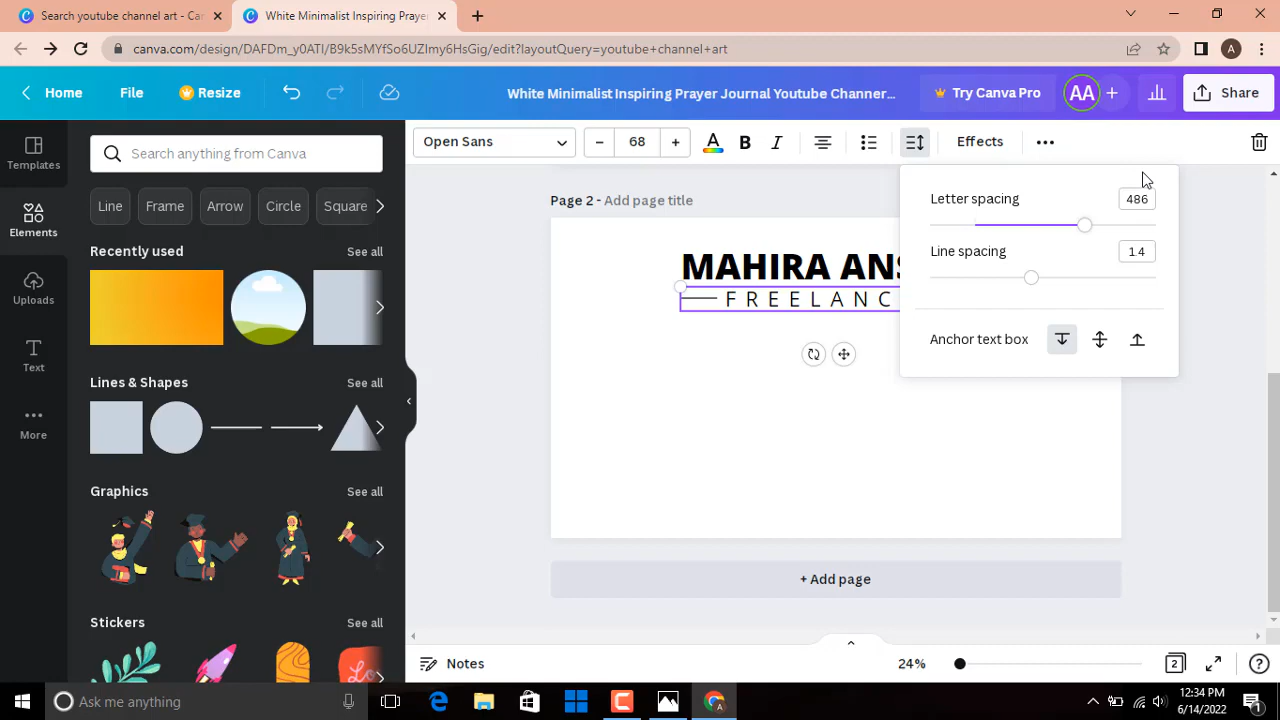 Search youtube channel art - Ca
White Minimalist Inspiring Prayer
canva.com/design/DAFDm_y0ATI/B9k5sMYfSo6UZImy6HsGig/edit?layoutQuery=youtube+channel+art
A
Home
File
Resize
White Minimalist Inspiring Prayer Journal Youtube Channer...
Try Canva Pro
AA
Share
Templates
Elements
Uploads
Text
More
Search anything from Canva
Line
Frame
Arrow
Circle
Square
Recently used
See all
Lines & Shapes
See all
Graphics
See all
Stickers
See all
Open Sans
68
A
B
I
Effects
Letter spacing
486
Line spacing
1.4
Anchor text box
Page 2 - Add page title
MAHIRA ANS
FREELANC
+ Add page
Notes
24%
2
Ask me anything
12:34 PM
6/14/2022
1